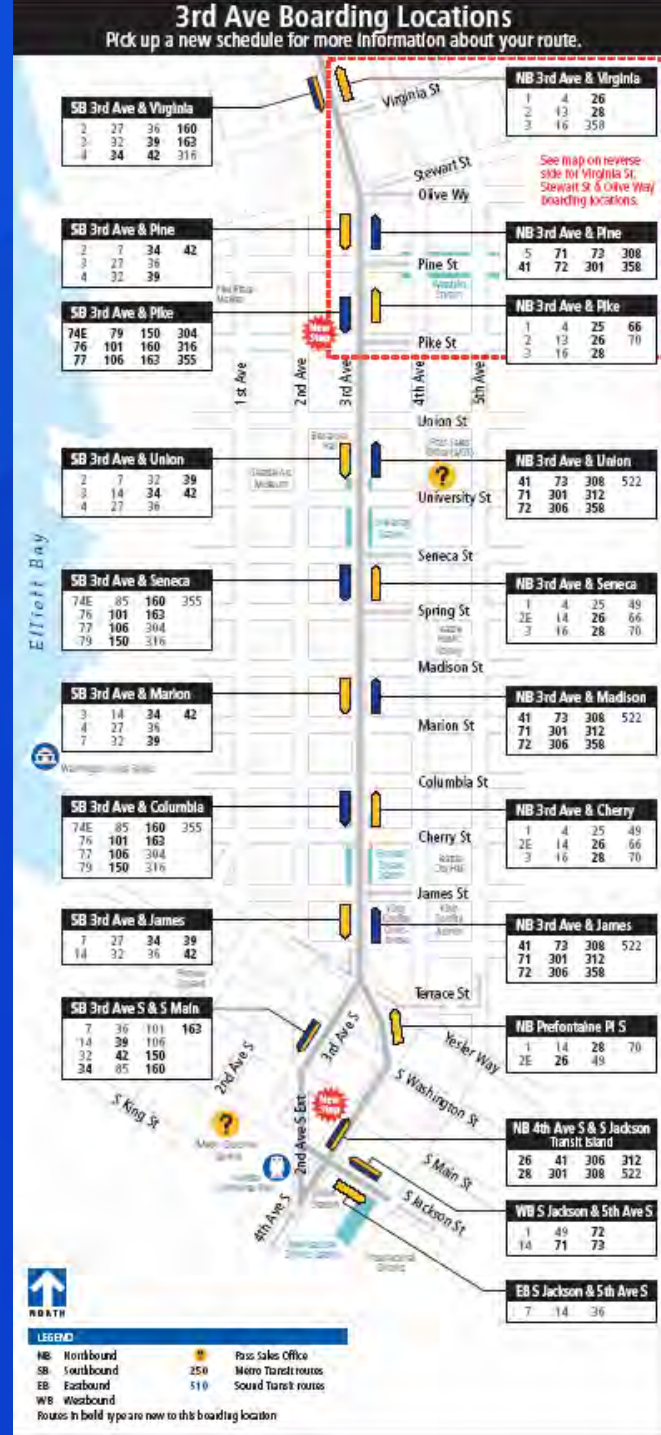 3rd Ave Boarding Locations
Pick up a new schedule for more information about your route.
SB 3rd Ave & Virginia
2 27 36 160
3 32 39 163
4 34 42 316
NB 3rd Ave & Virginia
1 4 26
2 13 28
3 16 358
Virginia St
Stewart St
Olive Wy
See map on reverse
side for Virginia St,
Stewart St & Olive Way
boarding locations.
SB 3rd Ave & Pine
2 7 34 42
3 27 36
4 32 39
NB 3rd Ave & Pine
5 71 73 308
41 72 301 358
Pine St
SB 3rd Ave & Pike
74E 79 150 304
76 101 160 316
77 106 163 355
New
Stop
NB 3rd Ave & Pike
1 4 25 66
2 13 26 70
3 16 28
Pike St
1st Ave
2nd Ave
3rd Ave
4th Ave
5th Ave
Union St
SB 3rd Ave & Union
2 7 32 39
3 14 34 42
4 27 36
?
NB 3rd Ave & Union
41 73 308 522
71 301 312
72 306 358
University St
Elliott Bay
Seneca St
SB 3rd Ave & Seneca
74E 85 160 355
76 101 163
77 106 304
79 150 316
NB 3rd Ave & Seneca
1 4 25 49
2E 14 26 66
3 16 28 70
Spring St
Madison St
SB 3rd Ave & Marion
3 14 34 42
4 27 36
7 32 39
NB 3rd Ave & Madison
41 73 308 522
71 301 312
72 306 358
Marion St
Columbia St
SB 3rd Ave & Columbia
74E 85 160 355
76 101 163
77 106 304
79 150 316
NB 3rd Ave & Cherry
1 4 25 49
2E 14 26 66
3 16 28 70
Cherry St
James St
SB 3rd Ave & James
7 27 34 39
14 32 36 42
NB 3rd Ave & James
41 73 308 522
71 301 312
72 306 358
Terrace St
SB 3rd Ave S & S Main
7 36 101 163
14 39 106
32 42 150
34 85 160
NB Prefontaine Pl S
1 14 28 70
2E 26 49
2nd Ave S
3rd Ave S
Yesler Way
S King St
S Washington St
New
Stop
?
2nd Ave S Ext
NB 4th Ave S & S Jackson
Transit Island
26 41 306 312
28 301 308 522
S Main St
WB S Jackson & 5th Ave S
1 49 72
14 71 73
4th Ave S
S Jackson St
EB S Jackson & 5th Ave S
7 14 36
NORTH
LEGEND
NB Northbound ? Pass Sales Office
SB Southbound 250 Metro Transit routes
EB Eastbound 510 Sound Transit routes
WB Westbound
Routes in bold type are new to this boarding location